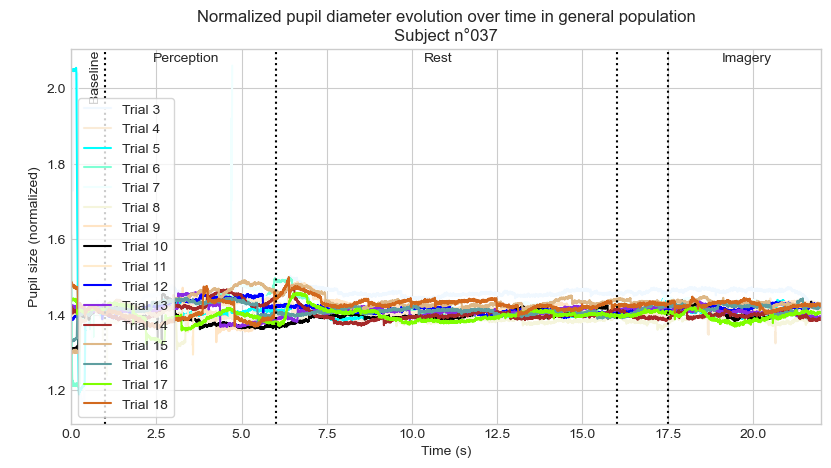 Normalized pupil diameter evolution over time in general population
Subject n°037
Baseline
Perception
Rest
Imagery
Pupil size (normalized)
2.0
1.8
1.6
1.4
1.2
Trial 3
Trial 4
Trial 5
Trial 6
Trial 7
Trial 8
Trial 9
Trial 10
Trial 11
Trial 12
Trial 13
Trial 14
Trial 15
Trial 16
Trial 17
Trial 18
0.0 2.5 5.0 7.5 10.0 12.5 15.0 17.5 20.0
Time (s)